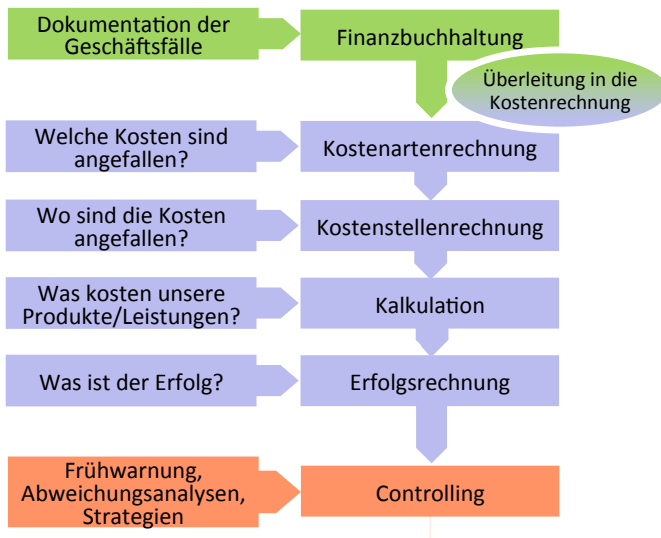 Dokumentation der
Geschäftsfälle
Finanzbuchhaltung
Überleitung in die
Kostenrechnung
Welche Kosten sind
angefallen?
Kostenartenrechnung
Wo sind die Kosten
angefallen?
Kostenstellenrechnung
Was kosten unsere
Produkte/Leistungen?
Kalkulation
Was ist der Erfolg?
Erfolgsrechnung
Frühwarnung,
Abweichungsanalysen,
Strategien
Controlling